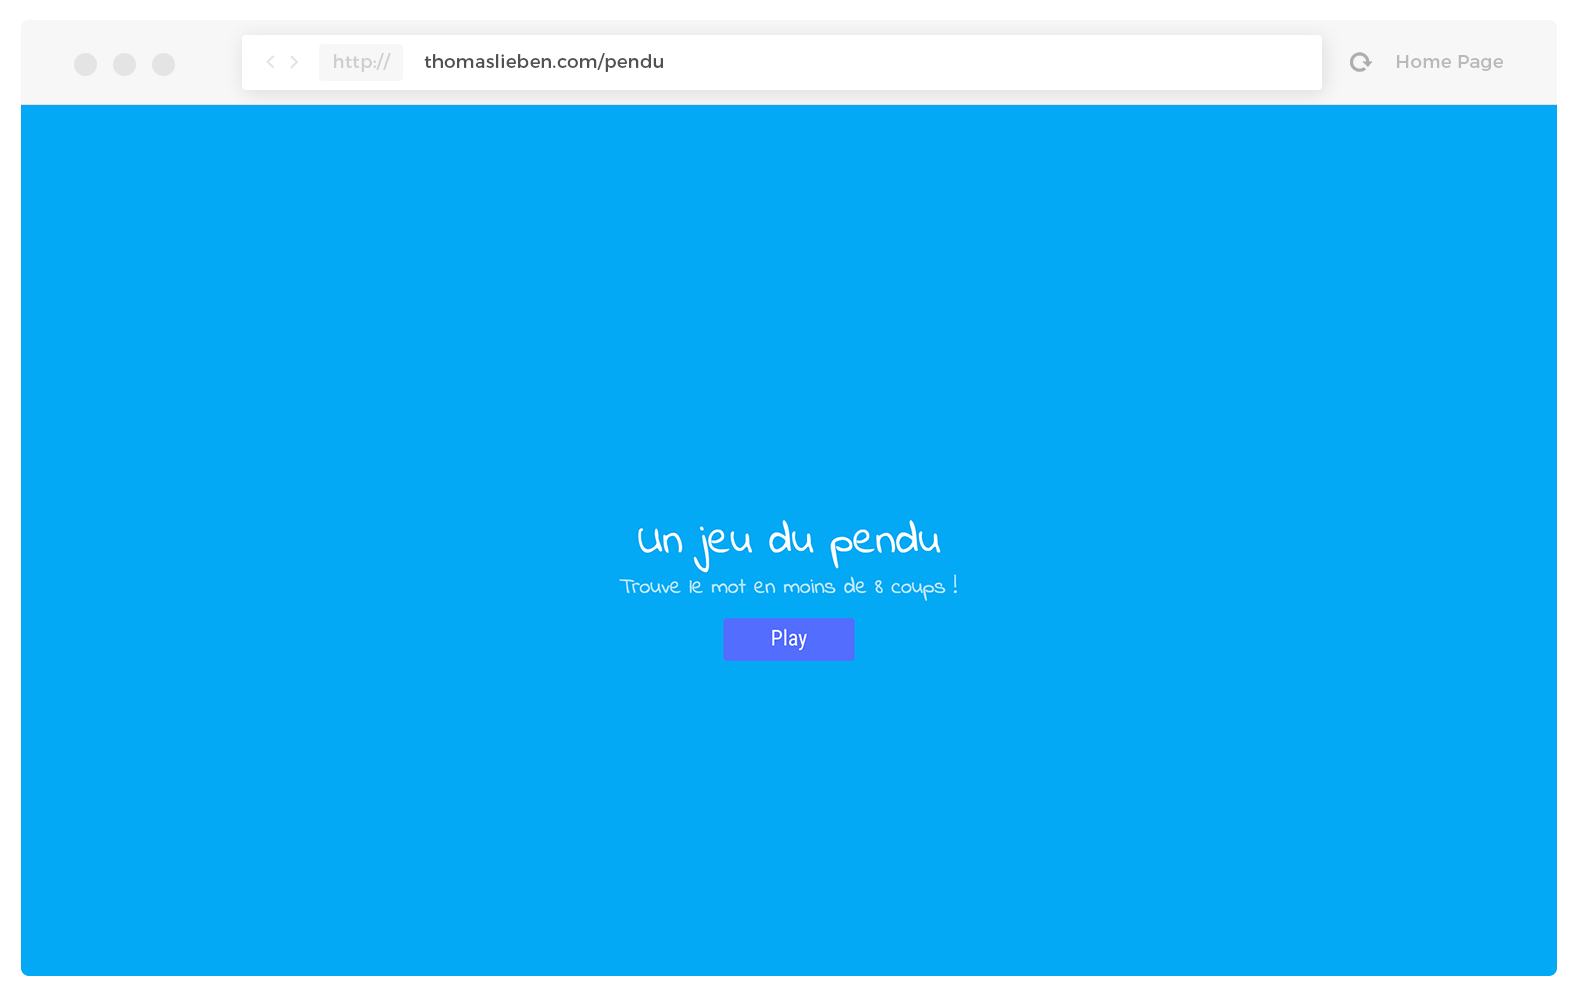 http:// thomaslieben.com/pendu Home Page
Un jeu du pendu
Trouve le mot en moins de 8 coups !
Play